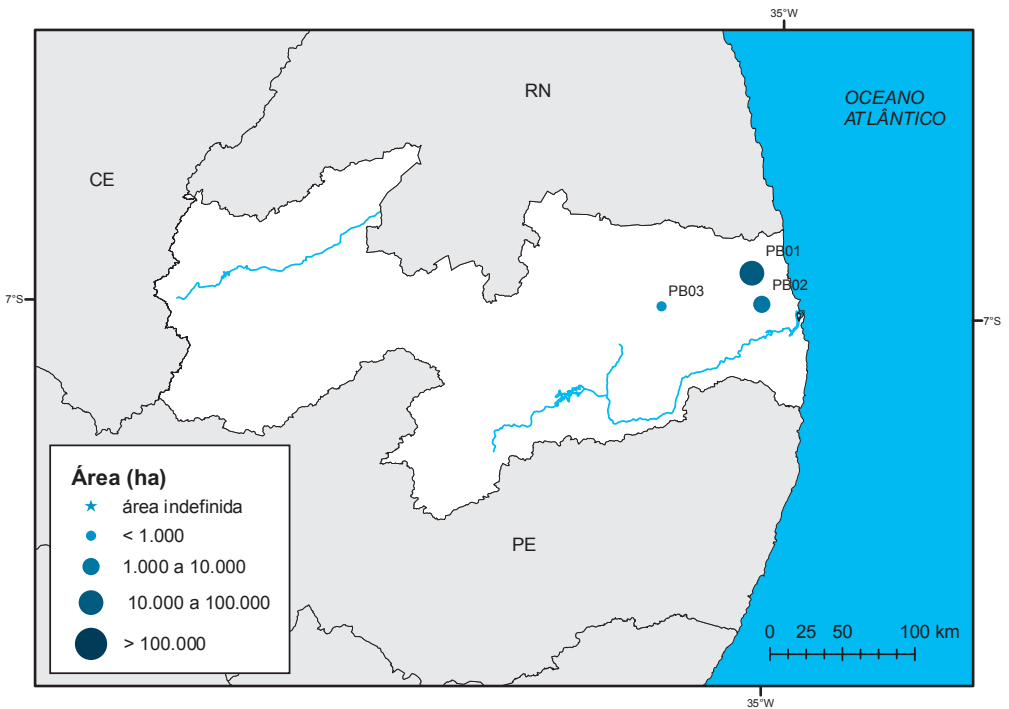 35°W
RN
OCEANO
ATLÂNTICO
CE
PB01
PB02
PB03
7°S
7°S
Área (ha)
área indefinida
< 1.000
1.000 a 10.000
10.000 a 100.000
> 100.000
PE
0 25 50 100 km
35°W